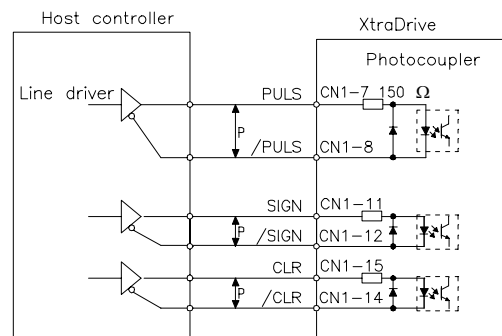 Host controller
XtraDrive
Photocoupler
Line driver
PULS CN1-7 150 Ω
P
/PULS CN1-8
SIGN CN1-11
P
/SIGN CN1-12
CLR CN1-15
P
/CLR CN1-14